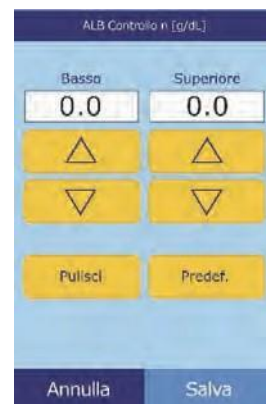 ALB Controllo n [g/dL]
Basso Superiore
0.0 0.0
Pulisci Predef.
Annulla Salva